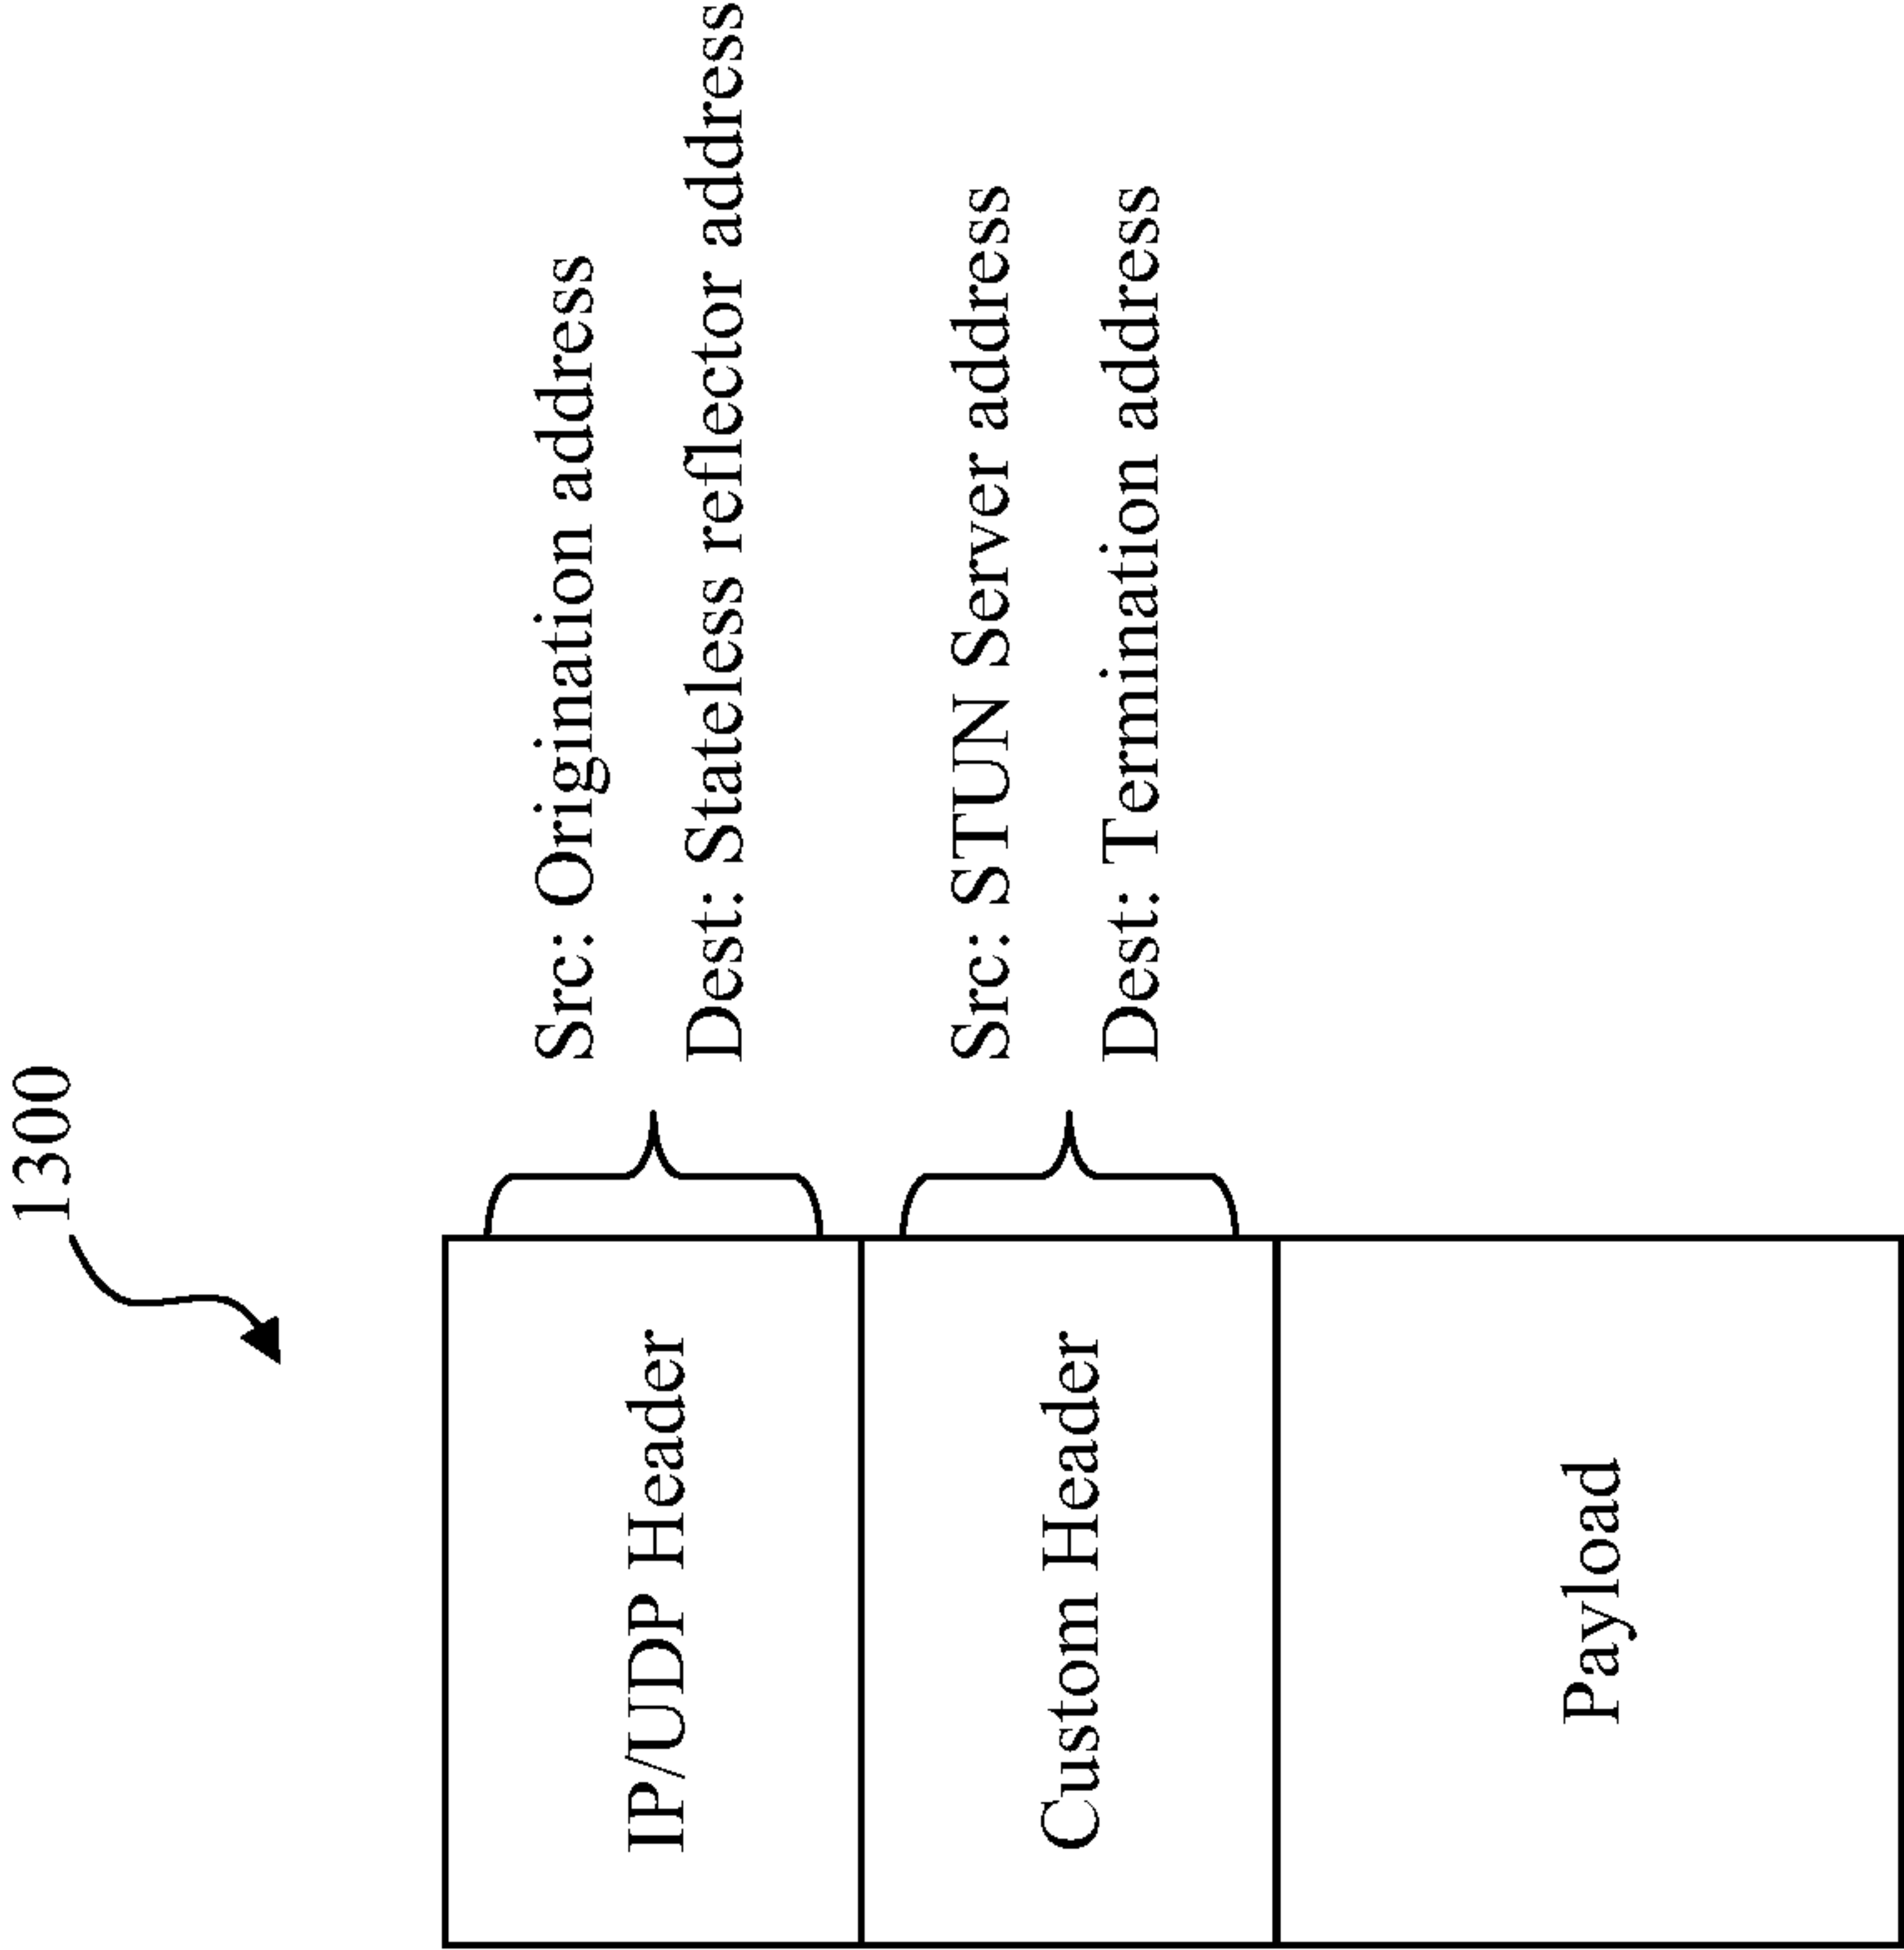 1300
IP/UDP Header
Src: Origination address
Dest: Stateless reflector address
Custom Header
Src: STUN Server address
Dest: Termination address
Payload